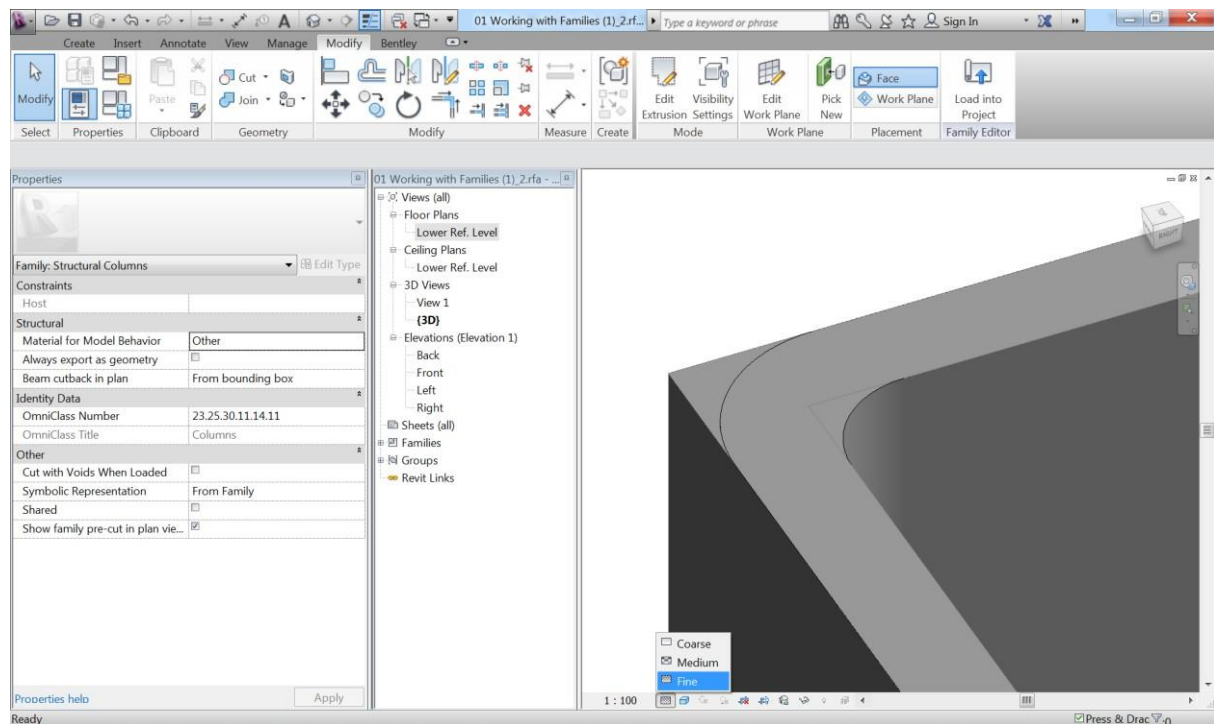 01 Working with Families (1)_2.rf...
Type a keyword or phrase
Sign In
Create Insert Annotate View Manage Modify Bentley
Modify
Paste
Cut
Join
Edit Extrusion
Visibility Settings
Edit Work Plane
Pick New
Face
Work Plane
Load into Project
Select Properties Clipboard Geometry Modify Measure Create Mode Work Plane Placement Family Editor
Properties
Family: Structural Columns
Edit Type
Constraints
Host
Structural
Material for Model Behavior Other
Always export as geometry
Beam cutback in plan From bounding box
Identity Data
OmniClass Number 23.25.30.11.14.11
OmniClass Title Columns
Other
Cut with Voids When Loaded
Symbolic Representation From Family
Shared
Show family pre-cut in plan vie...
Properties help
Apply
Ready
01 Working with Families (1)_2.rfa - ...
Views (all)
Floor Plans
Lower Ref. Level
Ceiling Plans
Lower Ref. Level
3D Views
View 1
{3D}
Elevations (Elevation 1)
Back
Front
Left
Right
Sheets (all)
Families
Groups
Revit Links
RIGHT
Coarse
Medium
Fine
1 : 100
Press & Drag
:0